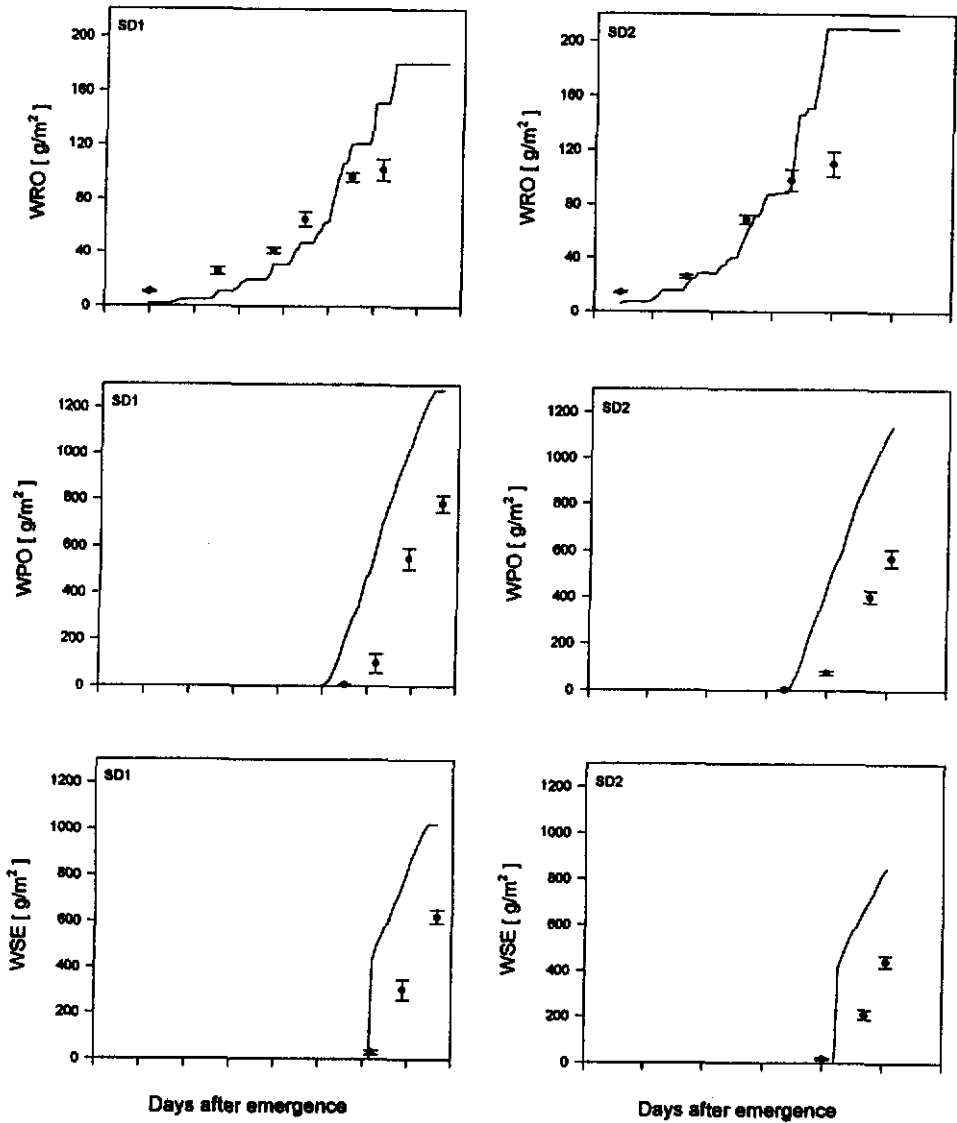 SD1
200
160
120
80
40
0
WRO [ g/m² ]
SD2
200
160
120
80
40
0
WRO [ g/m² ]
SD1
1200
1000
800
600
400
200
0
WPO [ g/m² ]
SD2
1200
1000
800
600
400
200
0
WPO [ g/m² ]
SD1
1200
1000
800
600
400
200
0
WSE [ g/m² ]
SD2
1200
1000
800
600
400
200
0
WSE [ g/m² ]
Days after emergence
Days after emergence